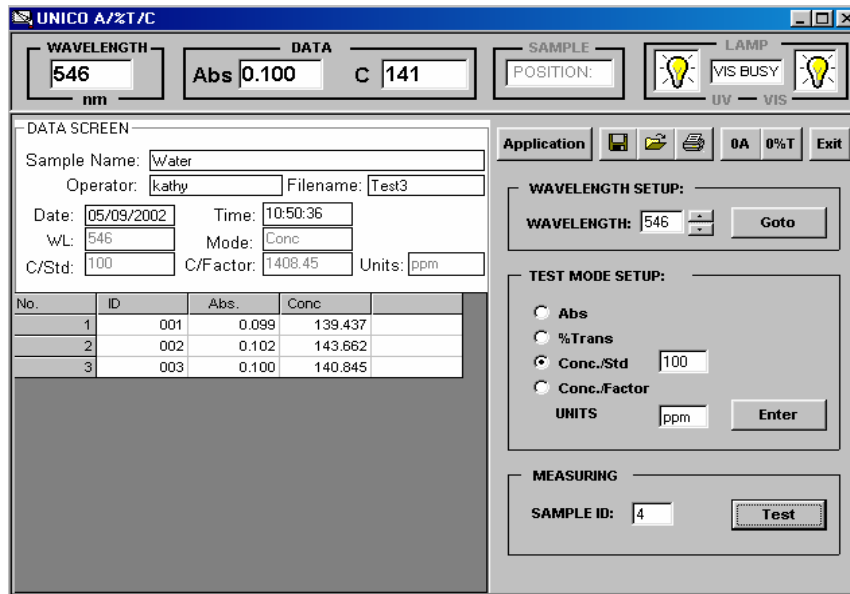 UNICO A/%T/C
WAVELENGTH
546
nm
DATA
Abs 0.100 C 141
SAMPLE
POSITION:
LAMP
VIS BUSY
UV VIS
DATA SCREEN
Sample Name: Water
Operator: kathy Filename: Test3
Date: 05/09/2002 Time: 10:50:36
WL: 546 Mode: Conc
C/Std: 100 C/Factor: 1408.45 Units: ppm
No. ID Abs. Conc
1 001 0.099 139.437
2 002 0.102 143.662
3 003 0.100 140.845
Application 0A 0%T Exit
WAVELENGTH SETUP:
WAVELENGTH: 546 Goto
TEST MODE SETUP:
Abs
%Trans
Conc./Std 100
Conc./Factor
UNITS ppm Enter
MEASURING
SAMPLE ID: 4 Test